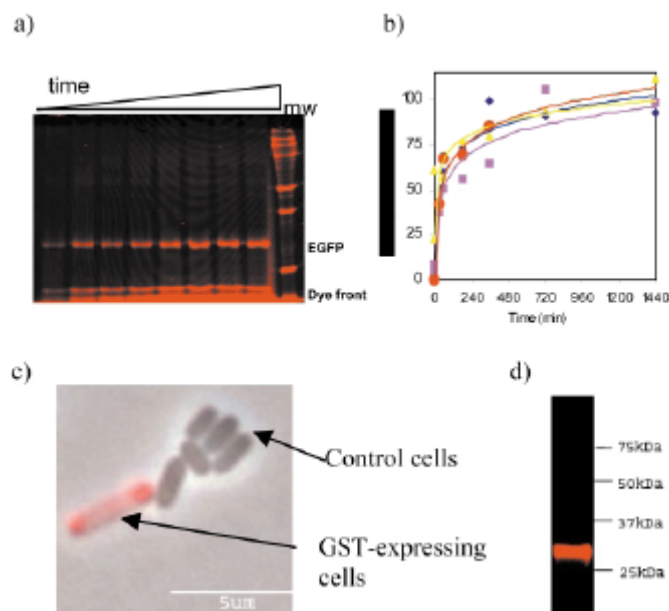 a)
time
mw
EGFP
Dye front
b)
100
75
50
25
0
0 240 480 720 960 1200 1440
Time (min)
c)
Control cells
GST-expressing
cells
5um
d)
75kDa
50kDa
37kDa
25kDa